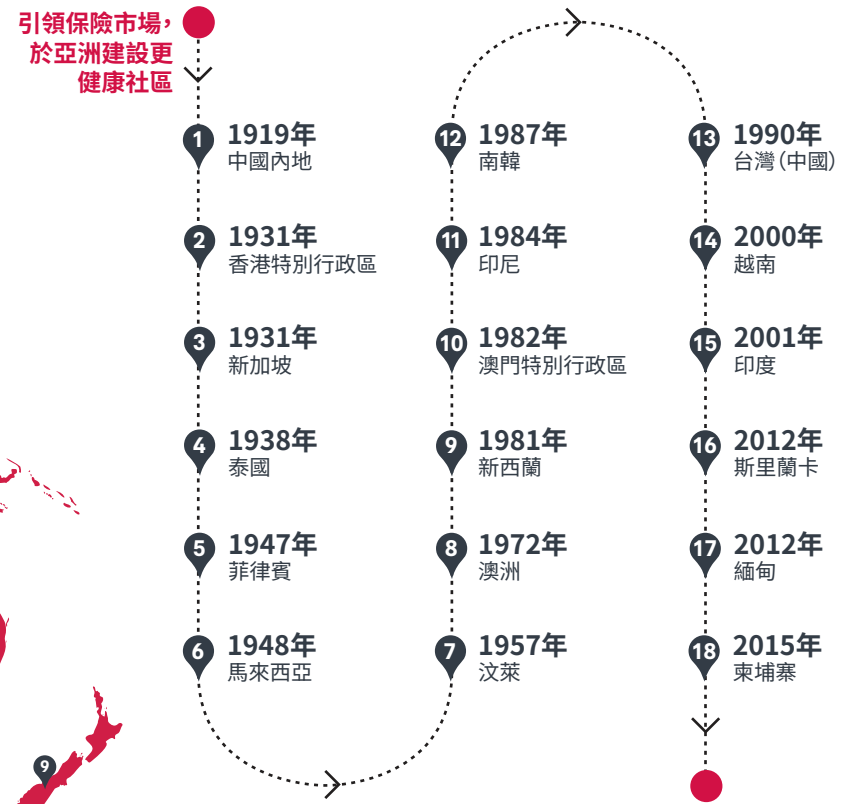 引領保險市場，
於亞洲建設更
健康社區
1
1919年
中國內地
2
1931年
香港特別行政區
3
1931年
新加坡
4
1938年
泰國
5
1947年
菲律賓
6
1948年
馬來西亞
7
1957年
汶萊
8
1972年
澳洲
9
1981年
新西蘭
10
1982年
澳門特別行政區
11
1984年
印尼
12
1987年
南韓
13
1990年
台灣（中國）
14
2000年
越南
15
2001年
印度
16
2012年
斯里蘭卡
17
2012年
緬甸
18
2015年
柬埔寨
9